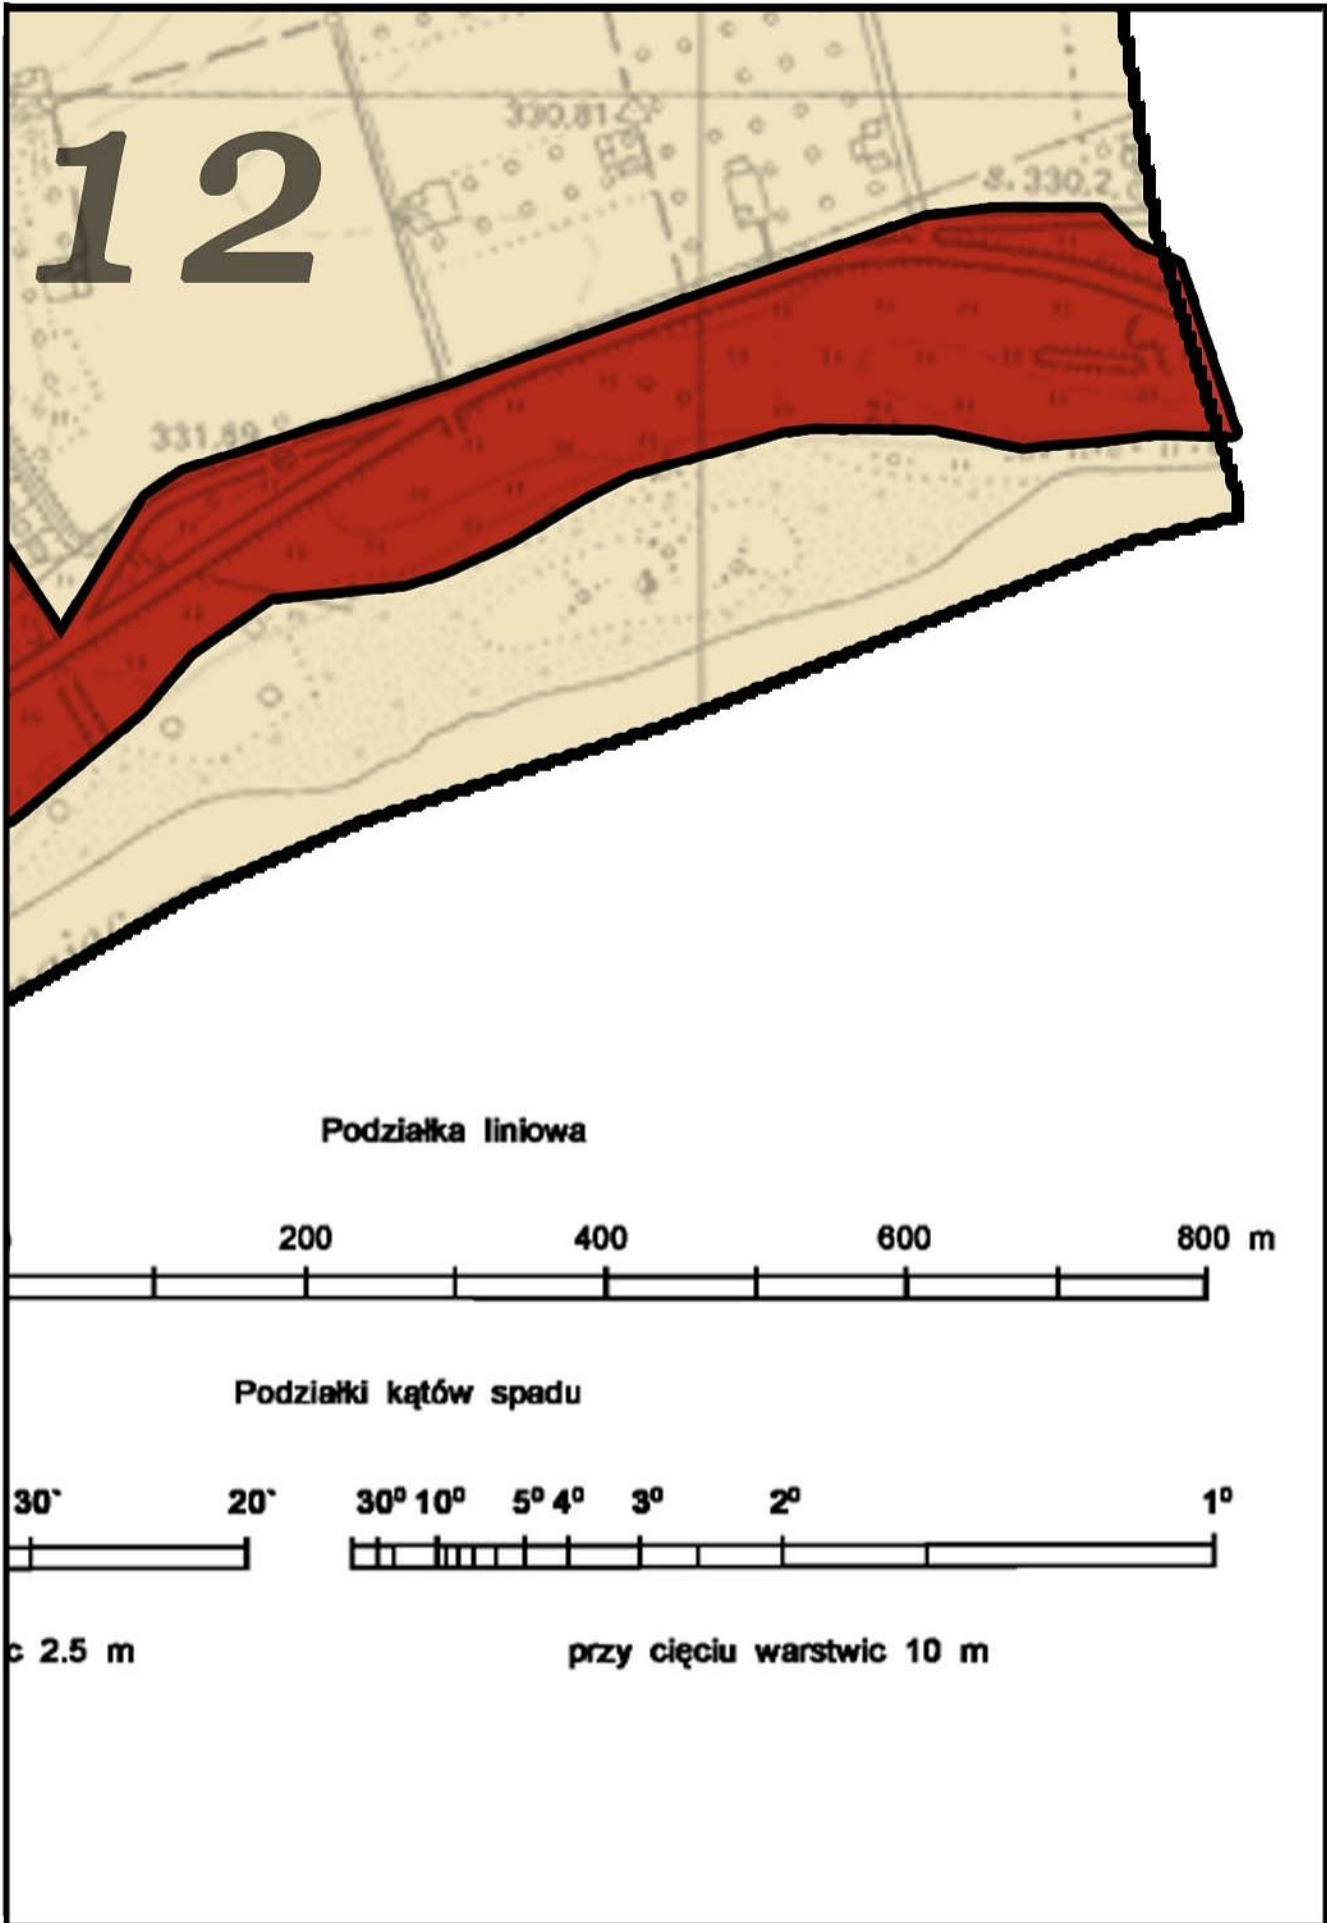 330.81
s. 330.2
12
331.89
Podziałka liniowa
200 400 600 800 m
Podziałki kątów spadu
30` 20` 30⁰ 10⁰ 5⁰ 4⁰ 3⁰ 2⁰ 1⁰
c 2.5 m przy cięciu warstwic 10 m